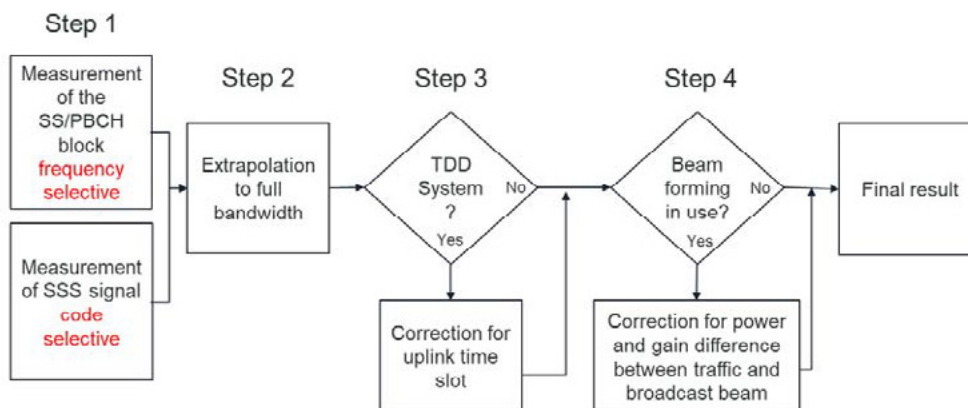 Step 1
Measurement
of the
SS/PBCH
block
frequency
selective
Measurement
of SSS signal
code
selective
Step 2
Extrapolation
to full
bandwidth
Step 3
TDD
System
?
No
Yes
Correction for
uplink time
slot
Step 4
Beam
forming
in use?
No
Yes
Correction for power
and gain difference
between traffic and
broadcast beam
Final result